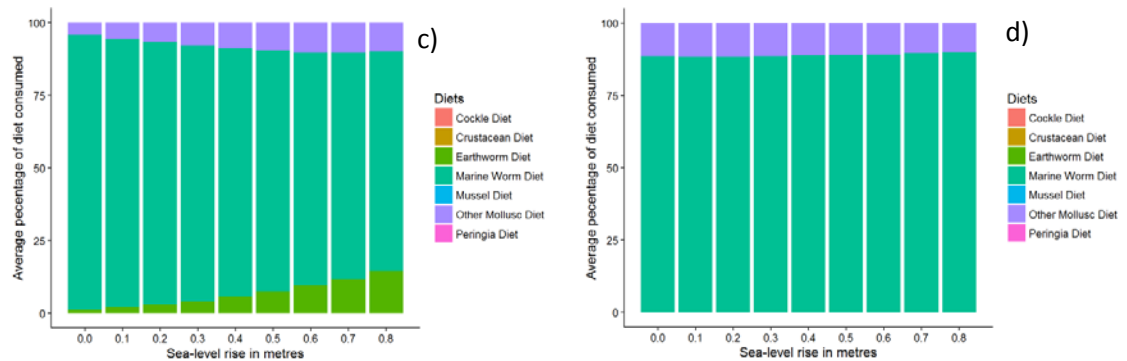 c)
Average pecentage of diet consumed
100
75
50
25
0
0.0 0.1 0.2 0.3 0.4 0.5 0.6 0.7 0.8
Sea-level rise in metres
Diets
Cockle Diet
Crustacean Diet
Earthworm Diet
Marine Worm Diet
Mussel Diet
Other Mollusc Diet
Peringia Diet
d)
Average pecentage of diet consumed
100
75
50
25
0
0.0 0.1 0.2 0.3 0.4 0.5 0.6 0.7 0.8
Sea-level rise in metres
Diets
Cockle Diet
Crustacean Diet
Earthworm Diet
Marine Worm Diet
Mussel Diet
Other Mollusc Diet
Peringia Diet